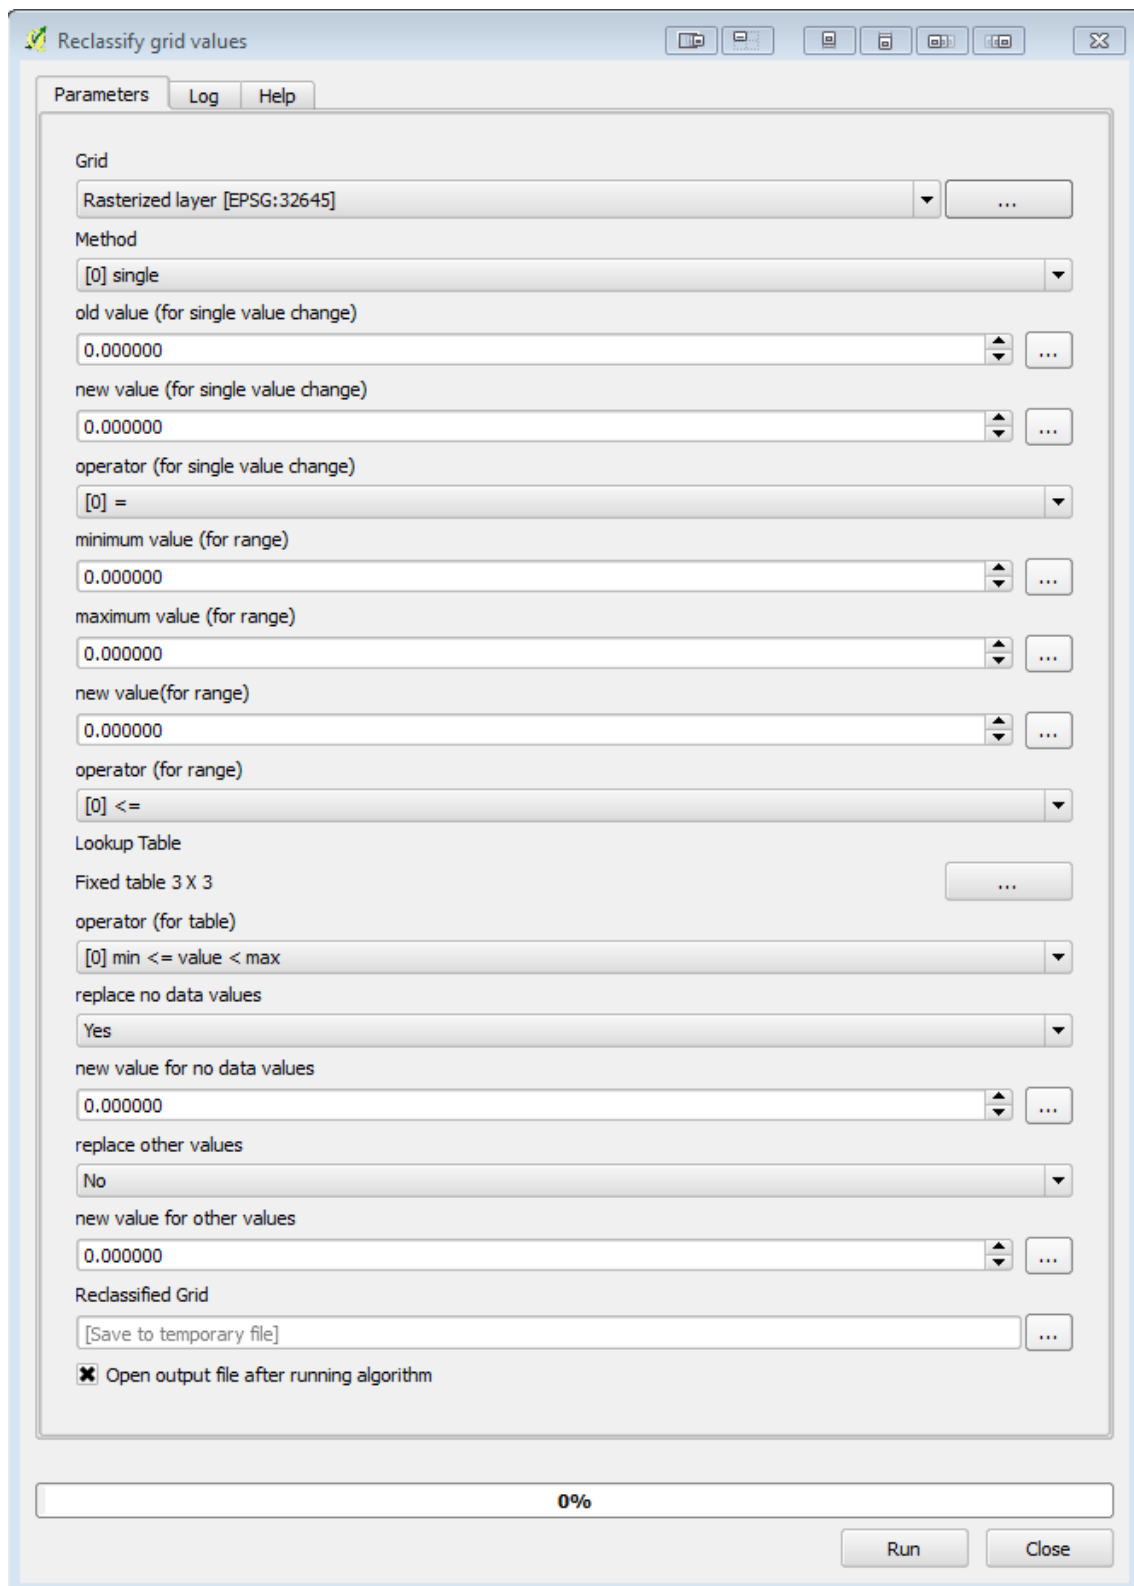 Reclassify grid values
Parameters Log Help
Grid
Rasterized layer [EPSG:32645] ...
Method
[0] single
old value (for single value change)
0.000000 ...
new value (for single value change)
0.000000 ...
operator (for single value change)
[0] =
minimum value (for range)
0.000000 ...
maximum value (for range)
0.000000 ...
new value(for range)
0.000000 ...
operator (for range)
[0] <=
Lookup Table
Fixed table 3 X 3 ...
operator (for table)
[0] min <= value < max
replace no data values
Yes
new value for no data values
0.000000 ...
replace other values
No
new value for other values
0.000000 ...
Reclassified Grid
[Save to temporary file] ...
Open output file after running algorithm
0%
Run Close